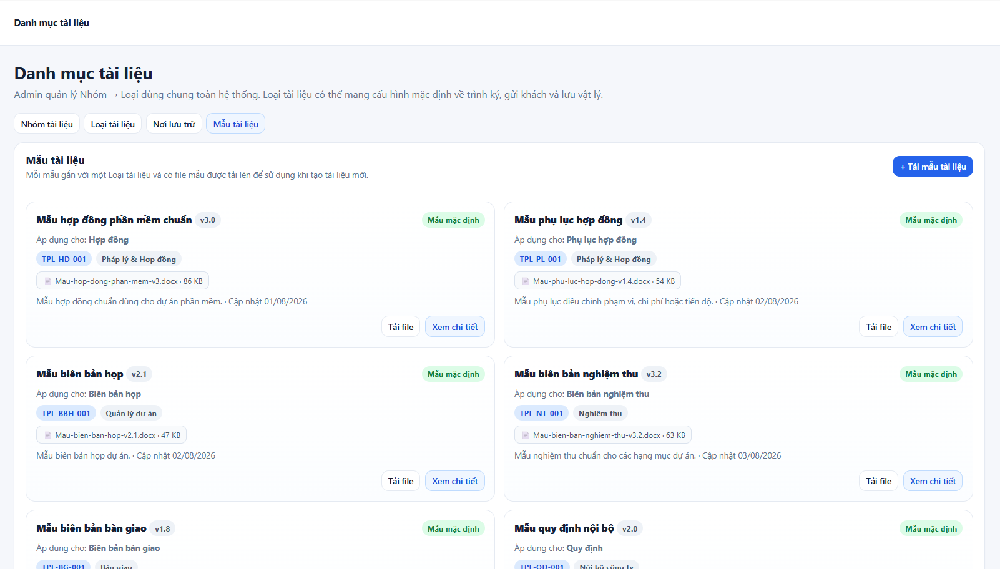 Danh mục tài liệu
Danh mục tài liệu
Admin quản lý Nhóm → Loại dùng chung toàn hệ thống. Loại tài liệu có thể mang cấu hình mặc định về trình ký, gửi khách và lưu vật lý.
Nhóm tài liệu Loại tài liệu Nơi lưu trữ Mẫu tài liệu
Mẫu tài liệu
Mỗi mẫu gắn với một Loại tài liệu và có file mẫu được tải lên để sử dụng khi tạo tài liệu mới.
+ Tải mẫu tài liệu
Mẫu hợp đồng phần mềm chuẩn v3.0 Mẫu mặc định
Áp dụng cho: Hợp đồng
TPL-HD-001 Pháp lý & Hợp đồng
Mau-hop-dong-phan-mem-v3.docx · 86 KB
Mẫu hợp đồng chuẩn dùng cho dự án phần mềm. · Cập nhật 01/08/2026
Tải file Xem chi tiết
Mẫu phụ lục hợp đồng v1.4 Mẫu mặc định
Áp dụng cho: Phụ lục hợp đồng
TPL-PL-001 Pháp lý & Hợp đồng
Mau-phu-luc-hop-dong-v1.4.docx · 54 KB
Mẫu phụ lục điều chỉnh phạm vi, chi phí hoặc tiến độ. · Cập nhật 02/08/2026
Tải file Xem chi tiết
Mẫu biên bản họp v2.1 Mẫu mặc định
Áp dụng cho: Biên bản họp
TPL-BBH-001 Quản lý dự án
Mau-bien-ban-hop-v2.1.docx · 47 KB
Mẫu biên bản họp dự án. · Cập nhật 02/08/2026
Tải file Xem chi tiết
Mẫu biên bản nghiệm thu v3.2 Mẫu mặc định
Áp dụng cho: Biên bản nghiệm thu
TPL-NT-001 Nghiệm thu
Mau-bien-ban-nghiem-thu-v3.2.docx · 63 KB
Mẫu nghiệm thu chuẩn cho các hạng mục dự án. · Cập nhật 03/08/2026
Tải file Xem chi tiết
Mẫu biên bản bàn giao v1.8 Mẫu mặc định
Áp dụng cho: Biên bản bàn giao
TPL-BG-001 Bàn giao
Mẫu quy định nội bộ v2.0 Mẫu mặc định
Áp dụng cho: Quy định
TPL-QD-001 Nội bộ công ty